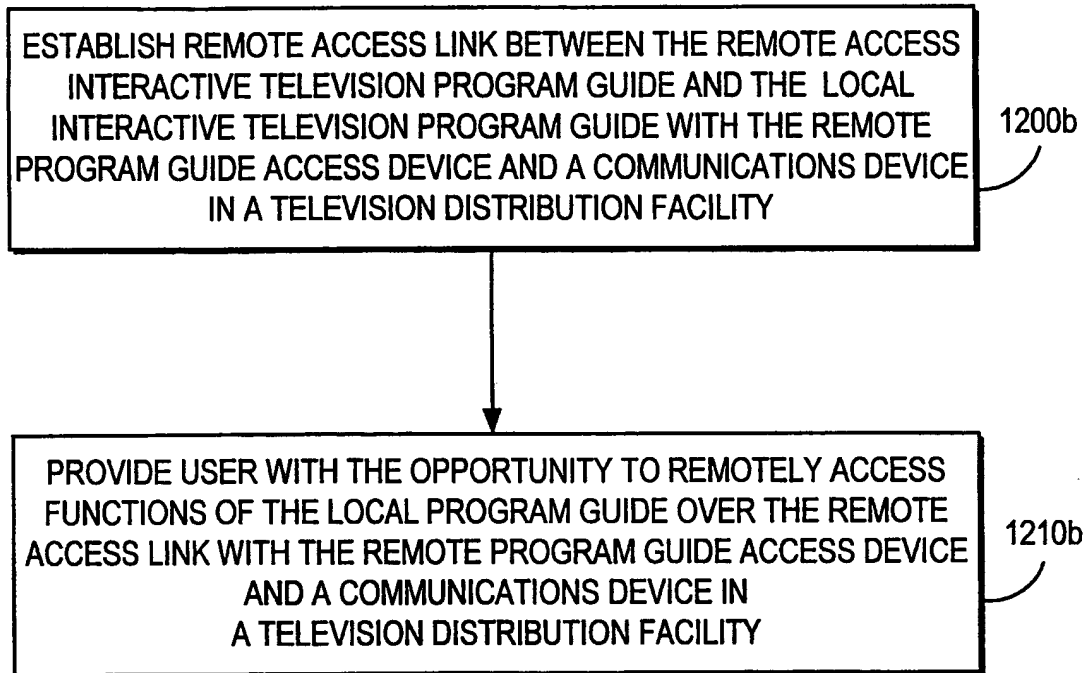 ESTABLISH REMOTE ACCESS LINK BETWEEN THE REMOTE ACCESS
INTERACTIVE TELEVISION PROGRAM GUIDE AND THE LOCAL
INTERACTIVE TELEVISION PROGRAM GUIDE WITH THE REMOTE
PROGRAM GUIDE ACCESS DEVICE AND A COMMUNICATIONS DEVICE
IN A TELEVISION DISTRIBUTION FACILITY
1200b
PROVIDE USER WITH THE OPPORTUNITY TO REMOTELY ACCESS
FUNCTIONS OF THE LOCAL PROGRAM GUIDE OVER THE REMOTE
ACCESS LINK WITH THE REMOTE PROGRAM GUIDE ACCESS DEVICE
AND A COMMUNICATIONS DEVICE IN
A TELEVISION DISTRIBUTION FACILITY
1210b